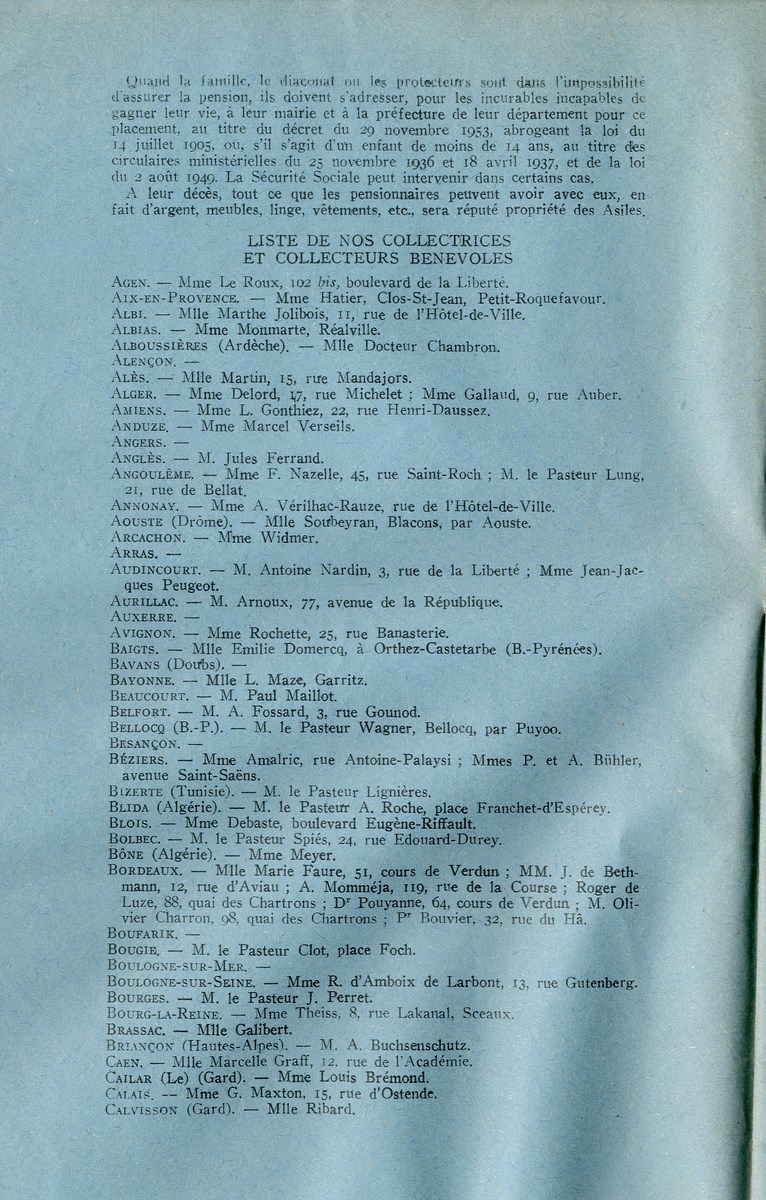 Quand la famille, le diaconat ou les protecteurs sont dans l'impossibilité
d'assurer la pension, ils doivent s'adresser, pour les incurables incapables de
gagner leur vie, à leur mairie et à la préfecture de leur département pour ce
placement, au titre du décret du 29 novembre 1953, abrogeant la loi du
14 juillet 1905, ou, s'il s'agit d'un enfant de moins de 14 ans, au titre des
circulaires ministérielles du 25 novembre 1936 et 18 avril 1937, et de la loi
du 2 août 1949. La Sécurité Sociale peut intervenir dans certains cas.
A leur décès, tout ce que les pensionnaires peuvent avoir avec eux, en
fait d'argent, meubles, linge, vêtements, etc., sera réputé propriété des Asiles.
LISTE DE NOS COLLECTRICES
ET COLLECTEURS BENEVOLES
AGEN. — Mme Le Roux, 102 bis, boulevard de la Liberté.
AIX-EN-PROVENCE. — Mme Hatier, Clos-St-Jean, Petit-Roquefavour.
ALBI. — Mlle Marthe Jolibois, 11, rue de l'Hôtel-de-Ville.
ALBIAS. — Mme Monmarte, Réalville.
ALBOUSSIÈRES (Ardèche). — Mlle Docteur Chambron.
ALENÇON. —
ALÈS. — Mlle Martin, 15, rue Mandajors.
ALGER. — Mme Delord, 47, rue Michelet ; Mme Gallaud, 9, rue Auber.
AMIENS. — Mme L. Gonthiez, 22, rue Henri-Daussez.
ANDUZE. — Mme Marcel Verseils.
ANGERS. —
ANGLÈS. — M. Jules Ferrand.
ANGOULÊME. — Mme F. Nazelle, 45, rue Saint-Roch ; M. le Pasteur Lung,
21, rue de Bellat.
ANNONAY. — Mme A. Vérilhac-Rauze, rue de l'Hôtel-de-Ville.
AOUSTE (Drôme). — Mlle Soubeyran, Blacons, par Aouste.
ARCACHON. — Mme Widmer.
ARRAS. —
AUDINCOURT. — M. Antoine Nardin, 3, rue de la Liberté ; Mme Jean-Jac-
ques Peugeot.
AURILLAC. — M. Arnoux, 77, avenue de la République.
AUXERRE. —
AVIGNON. — Mme Rochette, 25, rue Banasterie.
BAIGTS. — Mlle Emilie Domercq, à Orthez-Castetarbe (B.-Pyrénées).
BAVANS (Doubs). —
BAYONNE. — Mlle L. Maze, Garritz.
BEAUCOURT. — M. Paul Maillot.
BELFORT. — M. A. Fossard, 3, rue Gounod.
BELLOCQ (B.-P.). — M. le Pasteur Wagner, Bellocq, par Puyoo.
BESANÇON. —
BÉZIERS. — Mme Amalric, rue Antoine-Palaysi ; Mmes P. et A. Bühler,
avenue Saint-Saëns.
BIZERTE (Tunisie). — M. le Pasteur Lignières.
BLIDA (Algérie). — M. le Pasteur A. Roche, place Franchet-d'Espérey.
BLOIS. — Mme Debaste, boulevard Eugène-Riffault.
BOLBEC. — M. le Pasteur Spiés, 24, rue Edouard-Durey.
BÔNE (Algérie). — Mme Meyer.
BORDEAUX. — Mlle Marie Faure, 51, cours de Verdun ; MM. J. de Beth-
mann, 12, rue d'Aviau ; A. Momméja, 119, rue de la Course ; Roger de
Luze, 88, quai des Chartrons ; Dr Pouyanne, 64, cours de Verdun ; M. Oli-
vier Charron, 98, quai des Chartrons ; Pr Bouvier, 32, rue du Hâ.
BOUFARIK. —
BOUGIE. — M. le Pasteur Clot, place Foch.
BOULOGNE-SUR-MER. —
BOULOGNE-SUR-SEINE. — Mme R. d'Amboix de Larbont, 13, rue Gutenberg.
BOURGES. — M. le Pasteur J. Perret.
BOURG-LA-REINE. — Mme Theiss, 8, rue Lakanal, Sceaux.
BRASSAC. — Mlle Galibert.
BRIANÇON (Hautes-Alpes). — M. A. Buchsenschutz.
CAEN. — Mlle Marcelle Graff, 12, rue de l'Académie.
CAILAR (Le) (Gard). — Mme Louis Brémond.
CALAIS. — Mme G. Maxton, 15, rue d'Ostende.
CALVISSON (Gard). — Mlle Ribard.